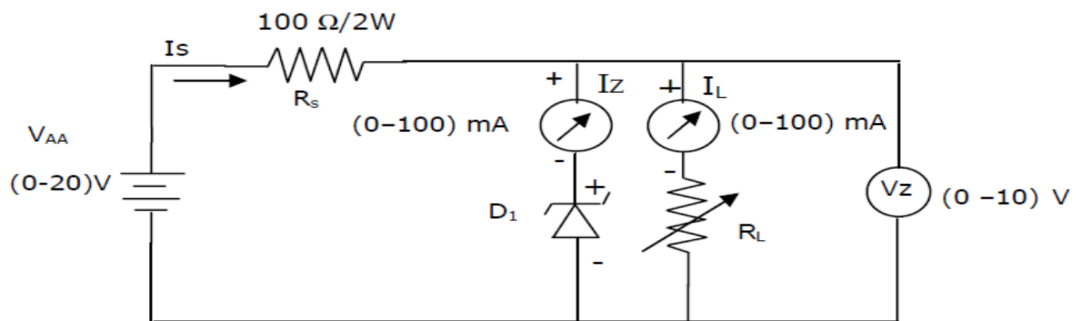 100 Ω/2W
Is
Rs
+ IZ + IL
(0–100) mA (0–100) mA
VAA
(0-20)V
- -
+
D1
-
RL
Vz (0 –10) V